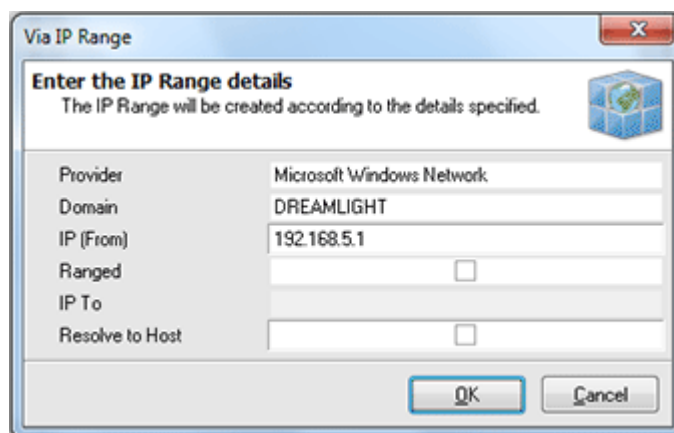 Via IP Range
Enter the IP Range details
The IP Range will be created according to the details specified.
Provider Microsoft Windows Network
Domain DREAMLIGHT
IP (From) 192.168.5.1
Ranged
IP To
Resolve to Host
OK Cancel